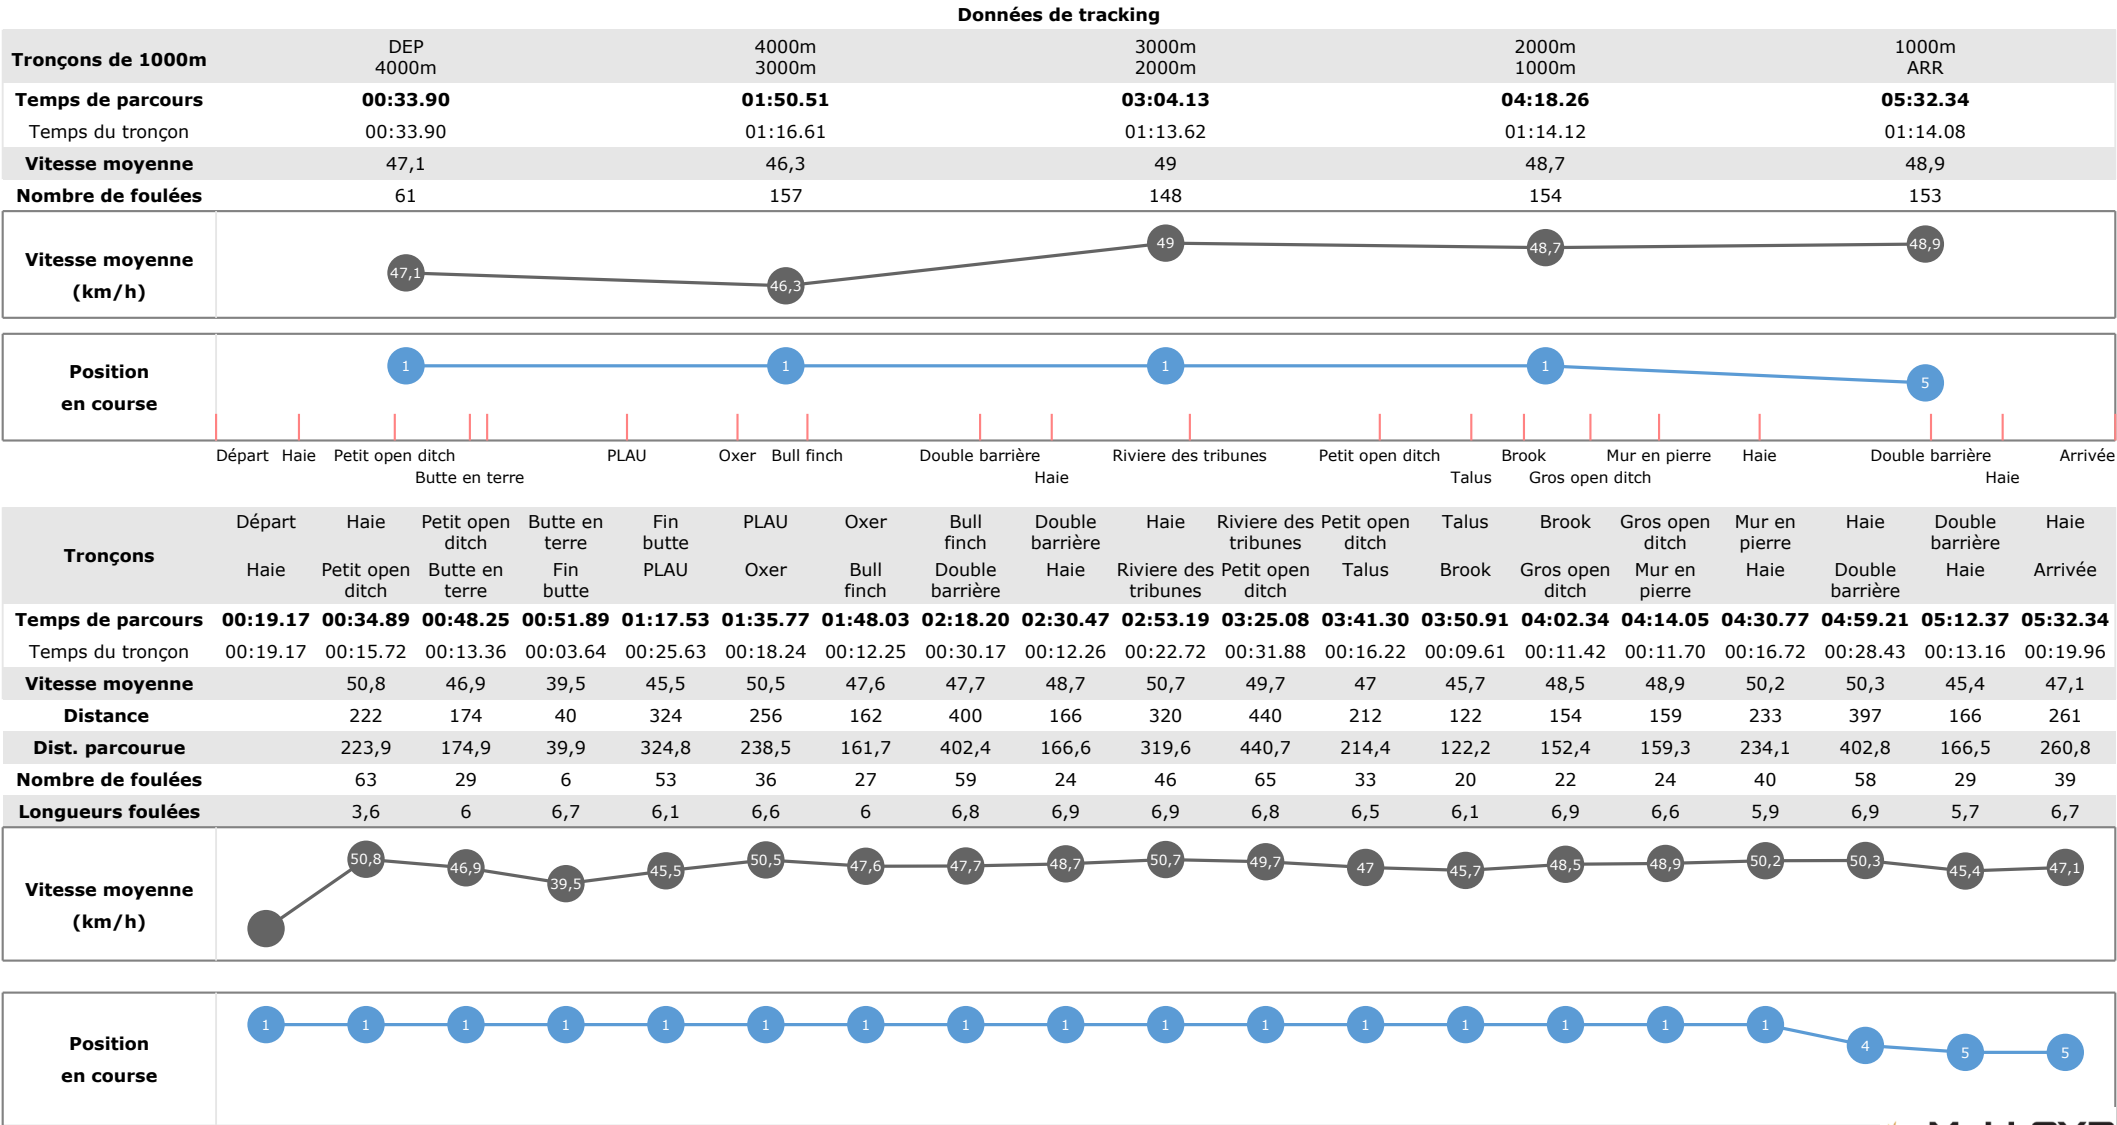 Données de tracking
Tronçons de 1000m DEP 4000m 3000m 2000m 1000m
4000m 3000m 2000m 1000m ARR
Temps de parcours 00:33.90 01:50.51 03:04.13 04:18.26 05:32.34
Temps du tronçon 00:33.90 01:16.61 01:13.62 01:14.12 01:14.08
Vitesse moyenne 47,1 46,3 49 48,7 48,9
Nombre de foulées 61 157 148 154 153
Vitesse moyenne
(km/h)
47,1 46,3 49 48,7 48,9
Position
en course
1 1 1 1 5
Départ Haie Petit open ditch PLAU Oxer Bull finch Double barrière Riviere des tribunes Petit open ditch Brook Mur en pierre Haie Double barrière Arrivée
Butte en terre Haie Talus Gros open ditch Haie
Tronçons
Départ Haie Petit open Butte en Fin PLAU Oxer Bull Double Haie Riviere des Petit open Talus Brook Gros open Mur en Haie Double Haie
ditch terre butte finch barrière tribunes ditch ditch pierre barrière
Haie Petit open Butte en Fin PLAU Oxer Bull Double Haie Riviere des Petit open Talus Brook Gros open Mur en Haie Double Haie Arrivée
ditch terre butte finch barrière tribunes ditch ditch pierre barrière
Temps de parcours 00:19.17 00:34.89 00:48.25 00:51.89 01:17.53 01:35.77 01:48.03 02:18.20 02:30.47 02:53.19 03:25.08 03:41.30 03:50.91 04:02.34 04:14.05 04:30.77 04:59.21 05:12.37 05:32.34
Temps du tronçon 00:19.17 00:15.72 00:13.36 00:03.64 00:25.63 00:18.24 00:12.25 00:30.17 00:12.26 00:22.72 00:31.88 00:16.22 00:09.61 00:11.42 00:11.70 00:16.72 00:28.43 00:13.16 00:19.96
Vitesse moyenne 50,8 46,9 39,5 45,5 50,5 47,6 47,7 48,7 50,7 49,7 47 45,7 48,5 48,9 50,2 50,3 45,4 47,1
Distance 222 174 40 324 256 162 400 166 320 440 212 122 154 159 233 397 166 261
Dist. parcourue 223,9 174,9 39,9 324,8 238,5 161,7 402,4 166,6 319,6 440,7 214,4 122,2 152,4 159,3 234,1 402,8 166,5 260,8
Nombre de foulées 63 29 6 53 36 27 59 24 46 65 33 20 22 24 40 58 29 39
Longueurs foulées 3,6 6 6,7 6,1 6,6 6 6,8 6,9 6,9 6,8 6,5 6,1 6,9 6,6 5,9 6,9 5,7 6,7
Vitesse moyenne
(km/h)
50,8 46,9 39,5 45,5 50,5 47,6 47,7 48,7 50,7 49,7 47 45,7 48,5 48,9 50,2 50,3 45,4 47,1
Position
en course
1 1 1 1 1 1 1 1 1 1 1 1 1 1 1 1 4 5 5